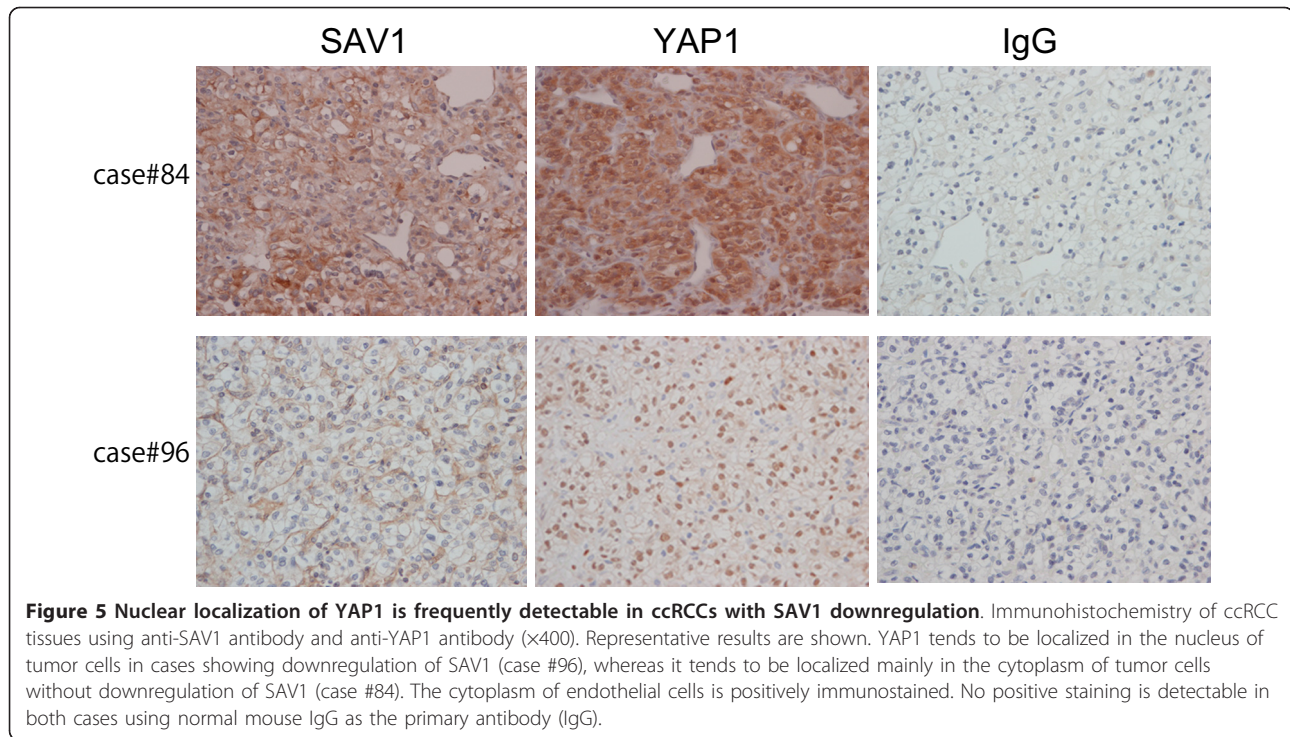 SAV1 YAP1 IgG
case#84
case#96
Figure 5 Nuclear localization of YAP1 is frequently detectable in ccRCCs with SAV1 downregulation. Immunohistochemistry of ccRCC
tissues using anti-SAV1 antibody and anti-YAP1 antibody (×400). Representative results are shown. YAP1 tends to be localized in the nucleus of
tumor cells in cases showing downregulation of SAV1 (case #96), whereas it tends to be localized mainly in the cytoplasm of tumor cells
without downregulation of SAV1 (case #84). The cytoplasm of endothelial cells is positively immunostained. No positive staining is detectable in
both cases using normal mouse IgG as the primary antibody (IgG).